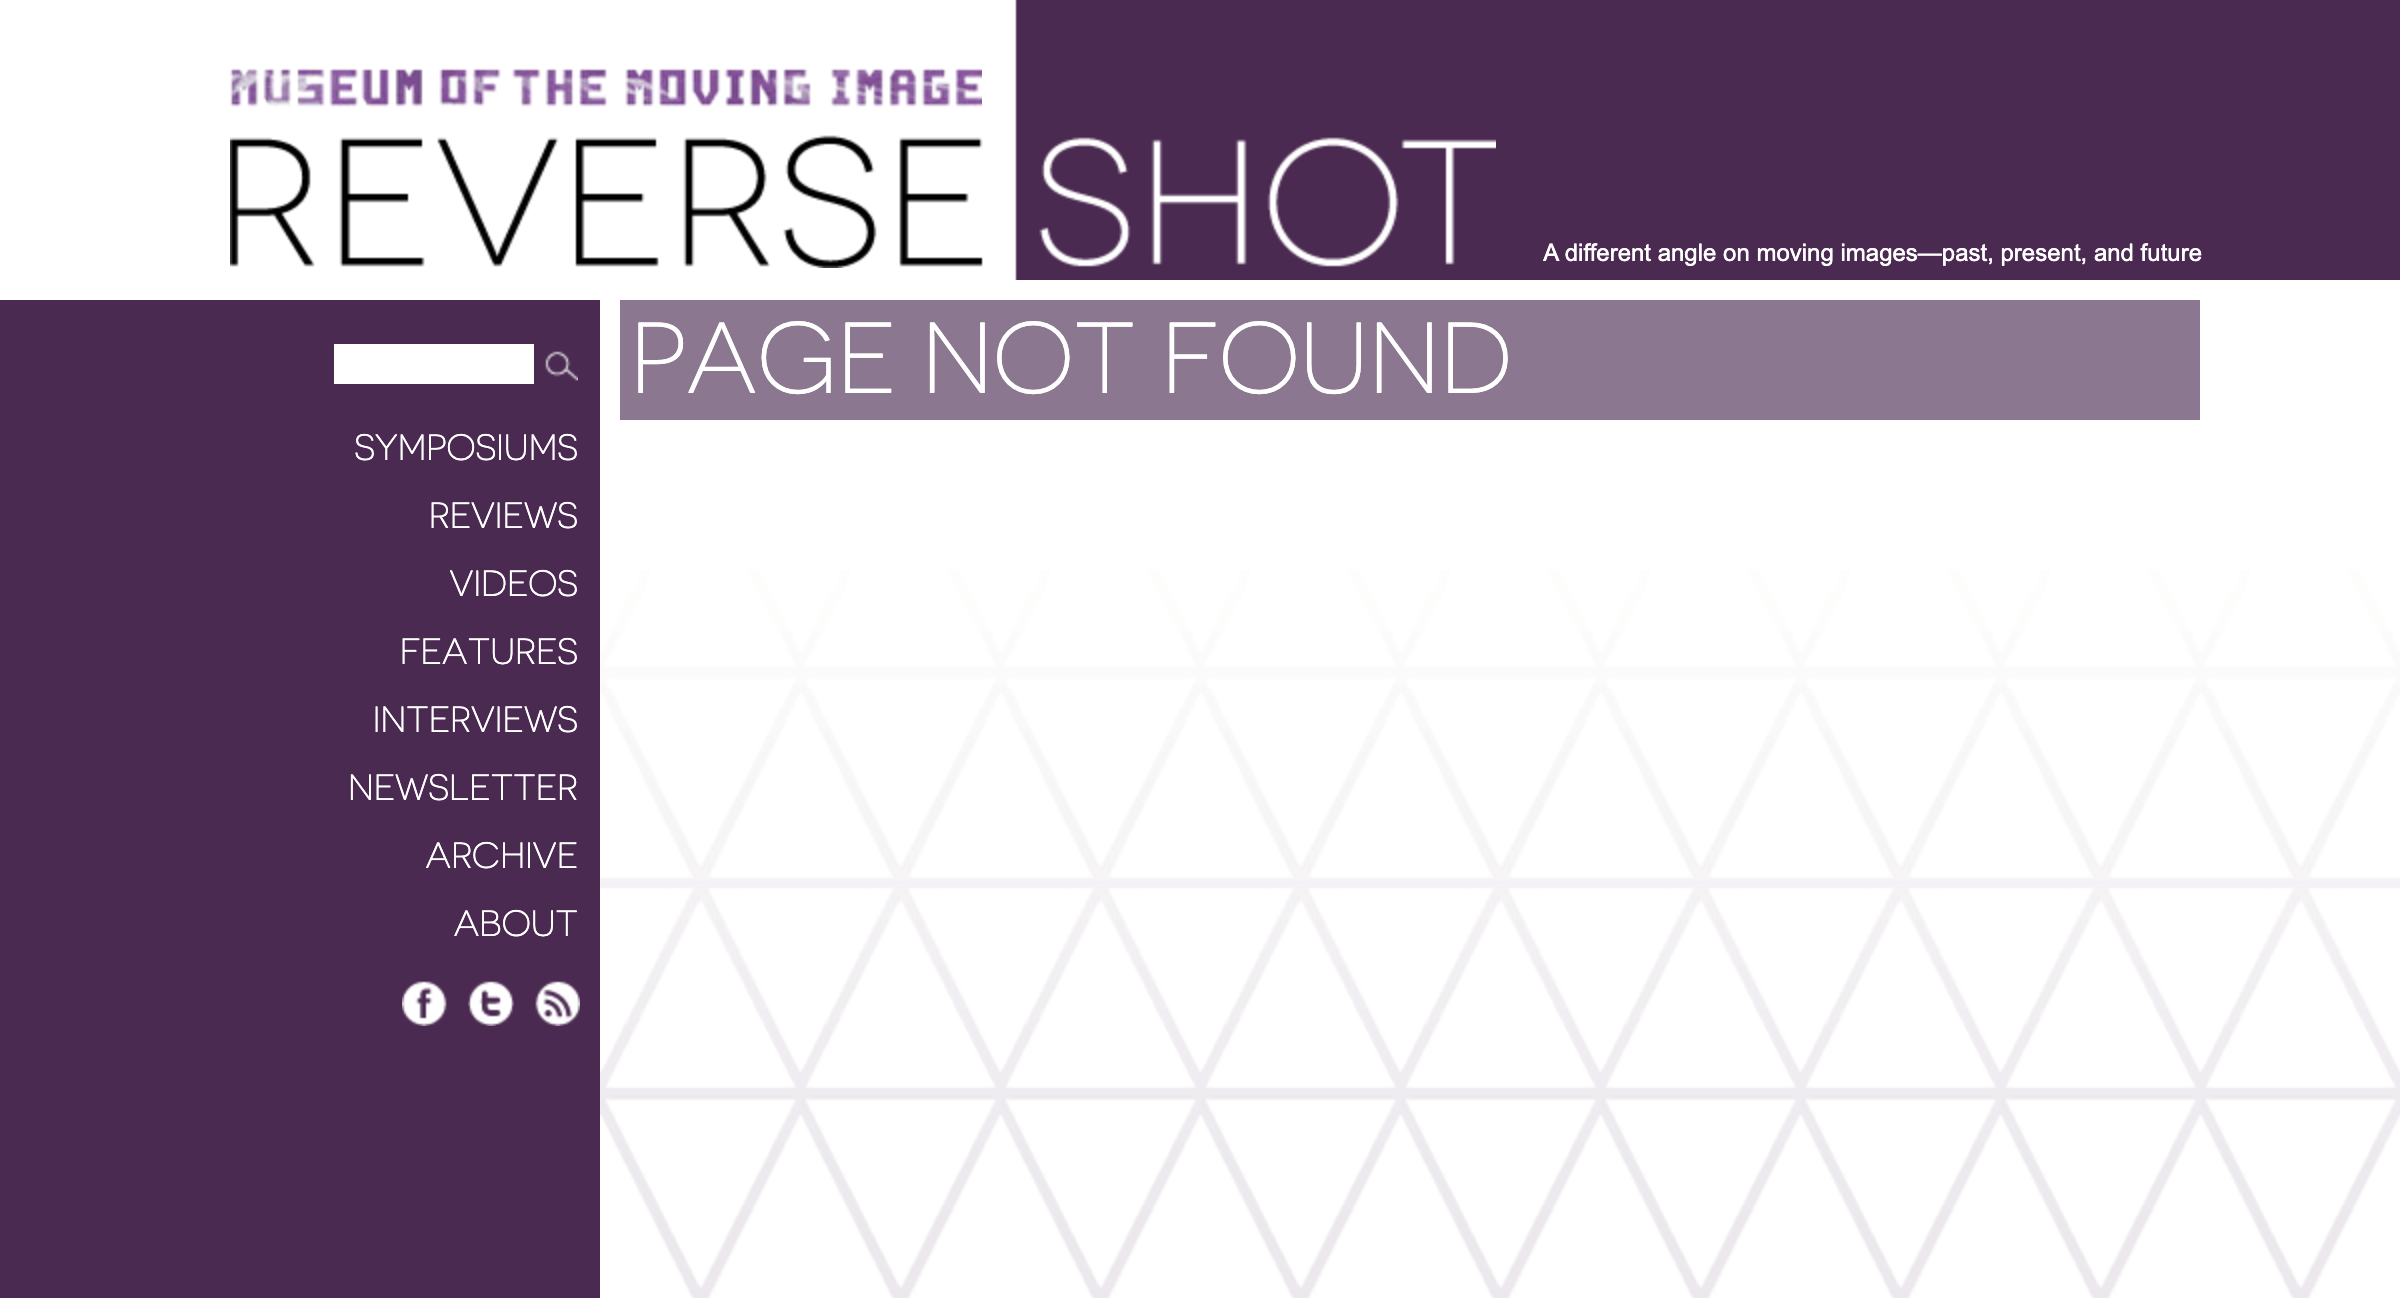 MUSEUM OF THE MOVING IMAGE
REVERSE SHOT
A different angle on moving images—past, present, and future
PAGE NOT FOUND
SYMPOSIUMS
REVIEWS
VIDEOS
FEATURES
INTERVIEWS
NEWSLETTER
ARCHIVE
ABOUT